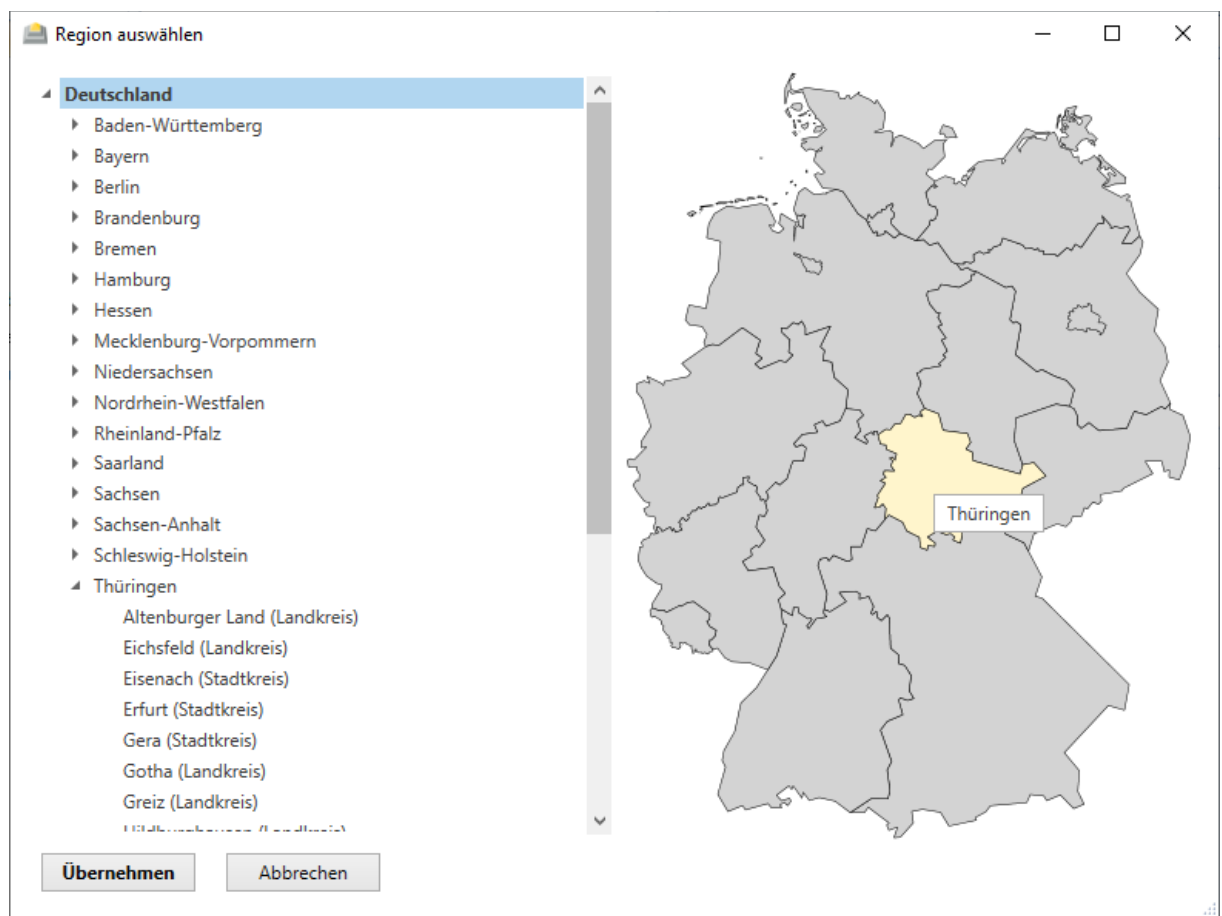 Region auswählen
Deutschland
Baden-Württemberg
Bayern
Berlin
Brandenburg
Bremen
Hamburg
Hessen
Mecklenburg-Vorpommern
Niedersachsen
Nordrhein-Westfalen
Rheinland-Pfalz
Saarland
Sachsen
Sachsen-Anhalt
Schleswig-Holstein
Thüringen
Altenburger Land (Landkreis)
Eichsfeld (Landkreis)
Eisenach (Stadtkreis)
Erfurt (Stadtkreis)
Gera (Stadtkreis)
Gotha (Landkreis)
Greiz (Landkreis)
Hildburghausen (Landkreis)
Übernehmen
Abbrechen
Thüringen